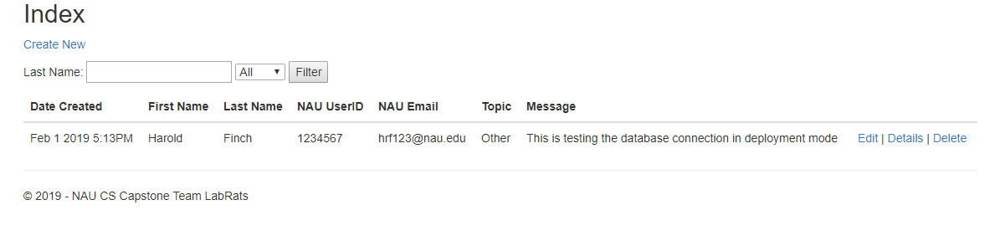 Index
Create New
Last Name: All Filter
Date Created First Name Last Name NAU UserID NAU Email Topic Message
Feb 1 2019 5:13PM Harold Finch 1234567 hrf123@nau.edu Other This is testing the database connection in deployment mode Edit | Details | Delete
© 2019 - NAU CS Capstone Team LabRats